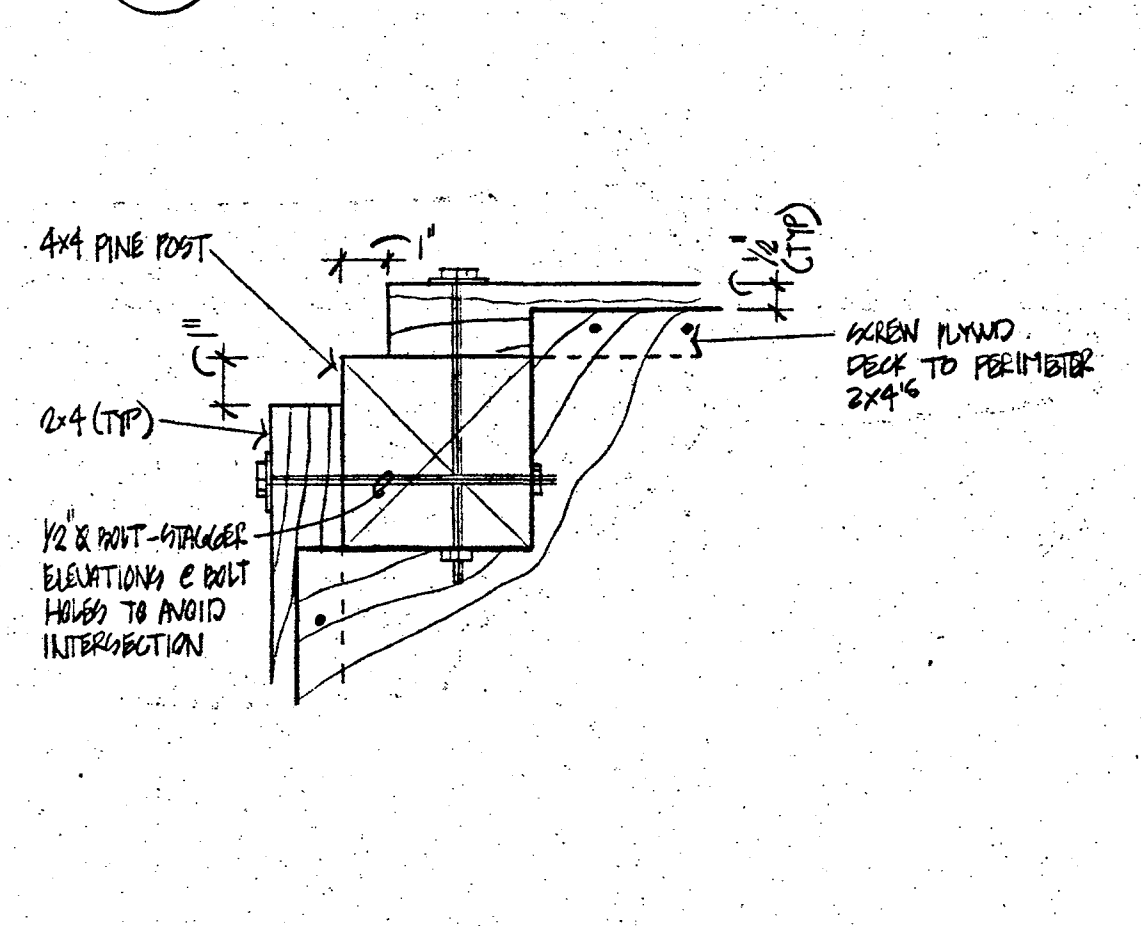 4x4 PINE POST
1"
1/2"
(TYP)
1"
SCREW PLYWD
DECK TO PERIMETER
2x4's
2x4 (TYP)
1/2" Ø BOLT - STAGGER
ELEVATIONS @ BOLT
HOLES TO AVOID
INTERSECTION